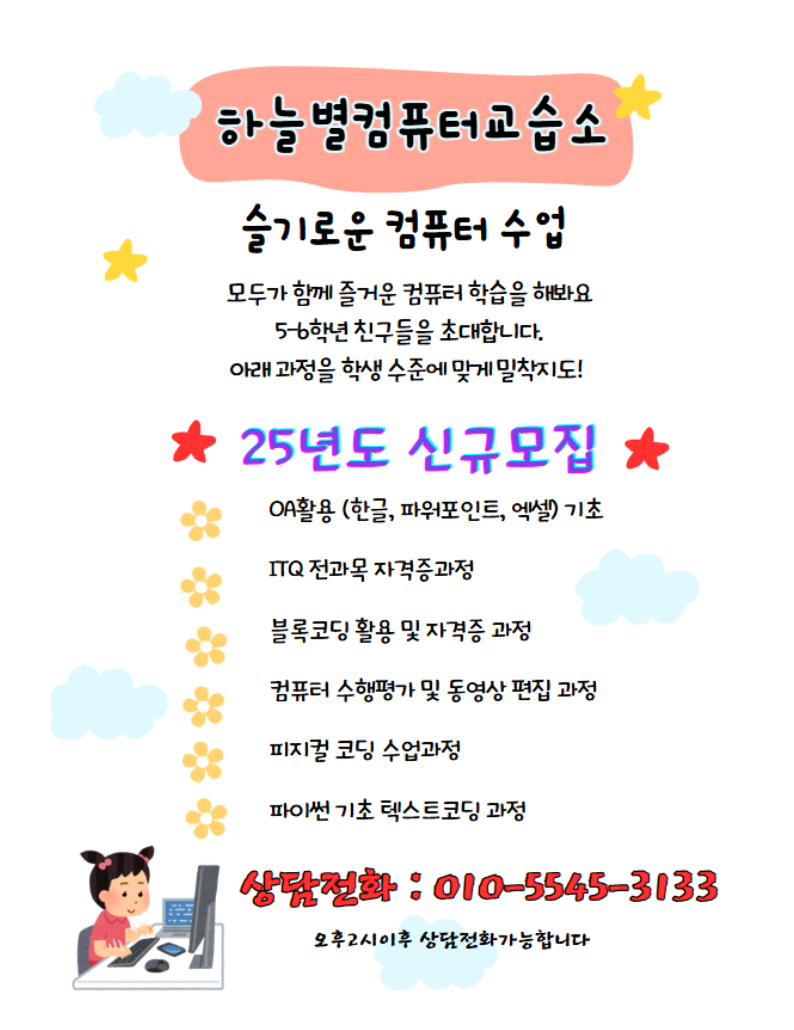 하늘별컴퓨터교습소
슬기로운 컴퓨터 수업
모두가 함께 즐거운 컴퓨터 학습을 해봐요
5-6학년 친구들을 초대합니다.
아래 과정을 학생 수준에 맞게 밀착지도!
25년도 신규모집
OA활용 (한글, 파워포인트, 엑셀) 기초
ITQ 전과목 자격증과정
블록코딩 활용 및 자격증 과정
컴퓨터 수행평가 및 동영상 편집 과정
피지컬 코딩 수업과정
파이썬 기초 텍스트코딩 과정
상담전화 : 010-5545-3133
오후2시이후 상담전화가능합니다